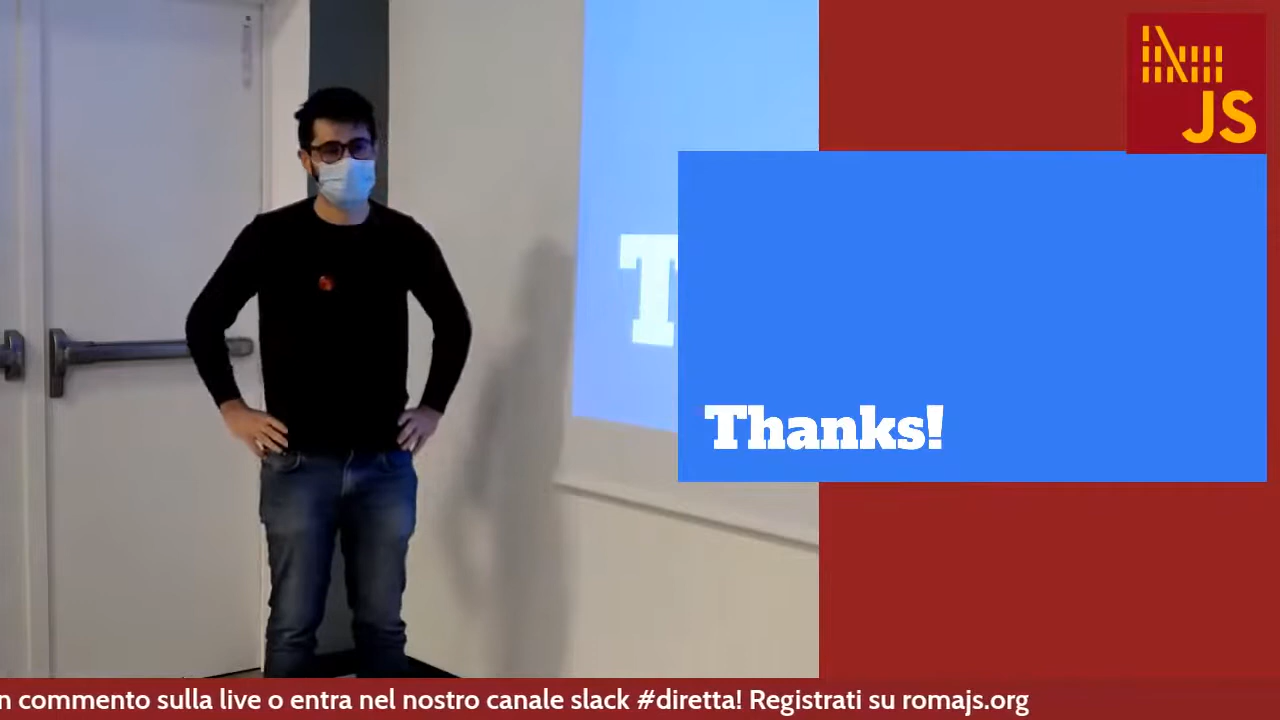 JS
T
Thanks!
n commento sulla live o entra nel nostro canale slack #diretta! Registrati su romajs.org